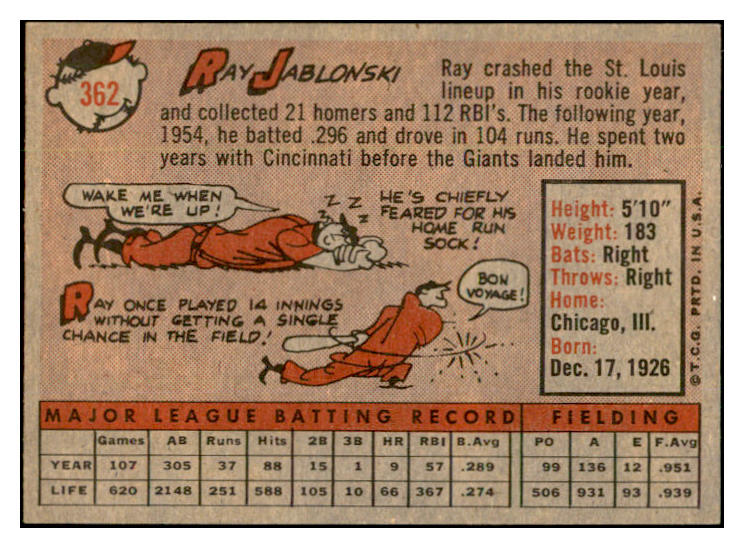 362
RAY JABLONSKI
Ray crashed the St. Louis
lineup in his rookie year,
and collected 21 homers and 112 RBI's. The following year,
1954, he batted .296 and drove in 104 runs. He spent two
years with Cincinnati before the Giants landed him.
WAKE ME WHEN
WE'RE UP!
Z Z Z Z
HE'S CHIEFLY
FEARED FOR HIS
HOME RUN
SOCK!
RAY ONCE PLAYED 14 INNINGS
WITHOUT GETTING A SINGLE
CHANCE IN THE FIELD!
BON
VOYAGE!
Height: 5'10"
Weight: 183
Bats: Right
Throws: Right
Home:
Chicago, Ill.
Born:
Dec. 17, 1926
© T.C.G. PRTD. IN U.S.A.
MAJOR LEAGUE BATTING RECORD FIELDING
Games AB Runs Hits 2B 3B HR RBI B.Avg PO A E F.Avg
YEAR 107 305 37 88 15 1 9 57 .289 99 136 12 .951
LIFE 620 2148 251 588 105 10 66 367 .274 506 931 93 .939